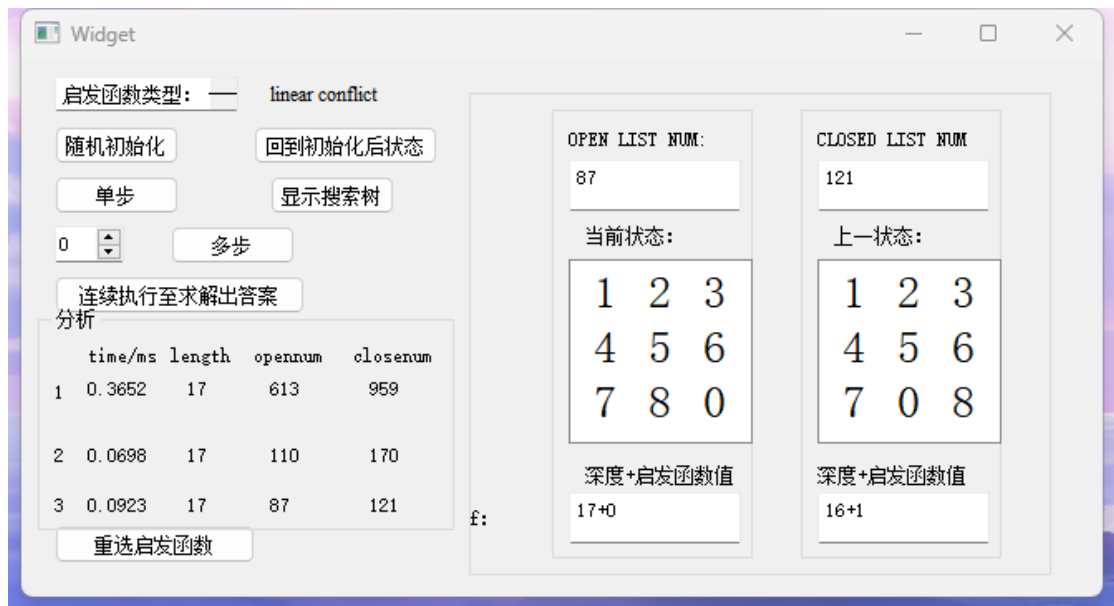 Widget
启发函数类型: linear conflict
随机初始化 回到初始化后状态
单步 显示搜索树
0 多步
连续执行至求解出答案
分析
time/ms length opennum closenum
1 0.3652 17 613 959
2 0.0698 17 110 170
3 0.0923 17 87 121
重选启发函数
OPEN LIST NUM:
87
当前状态:
1 2 3
4 5 6
7 8 0
深度+启发函数值
f: 17+0
CLOSED LIST NUM
121
上一状态:
1 2 3
4 5 6
7 0 8
深度+启发函数值
16+1